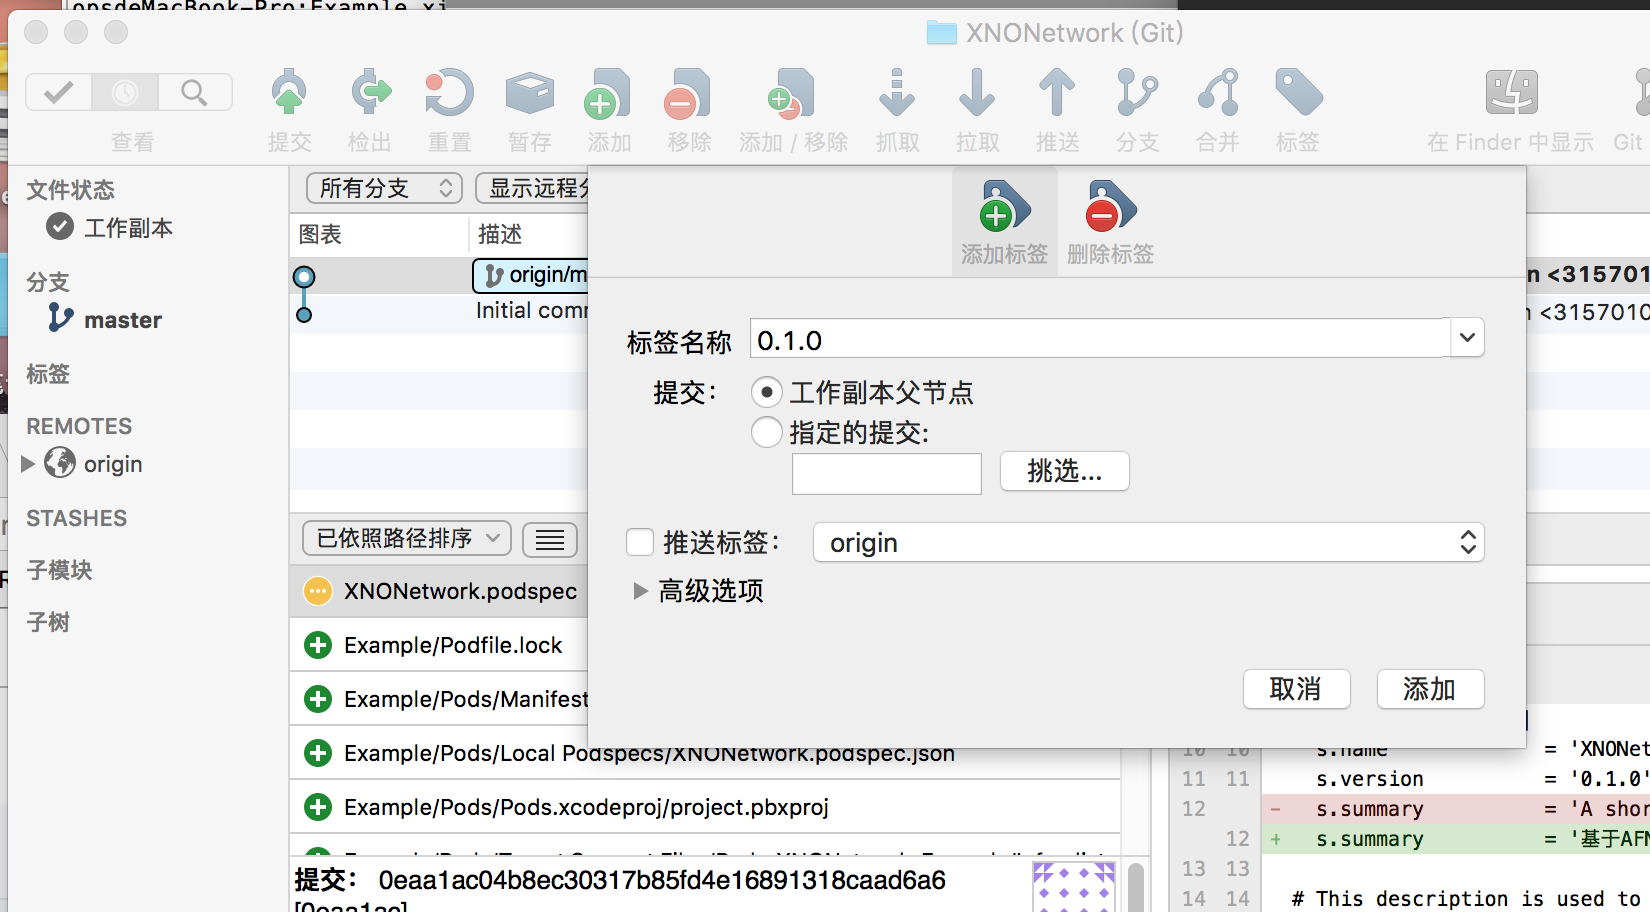 opsdeMacBook-Pro:Example xi
XNONetwork (Git)
查看
提交
检出
重置
暂存
添加
移除
添加 / 移除
抓取
拉取
推送
分支
合并
标签
在 Finder 中显示
Git
文件状态
工作副本
分支
master
标签
REMOTES
origin
STASHES
子模块
子树
所有分支
显示远程分
图表
描述
origin/m
Initial comm
n <315701
<3157010
添加标签
删除标签
标签名称
0.1.0
提交：
工作副本父节点
指定的提交:
挑选...
推送标签：
origin
高级选项
取消
添加
已依照路径排序
XNONetwork.podspec
Example/Podfile.lock
Example/Pods/Manifest
Example/Pods/Local Podspecs/XNONetwork.podspec.json
Example/Pods/Pods.xcodeproj/project.pbxproj
提交： 0eaa1ac04b8ec30317b85fd4e16891318caad6a6
[0eaa1ac]
10 10 s.name = 'XNONet
11 11 s.version = '0.1.0'
12 - s.summary = 'A shor
12 + s.summary = '基于AFN
13 13
14 14 # This description is used to